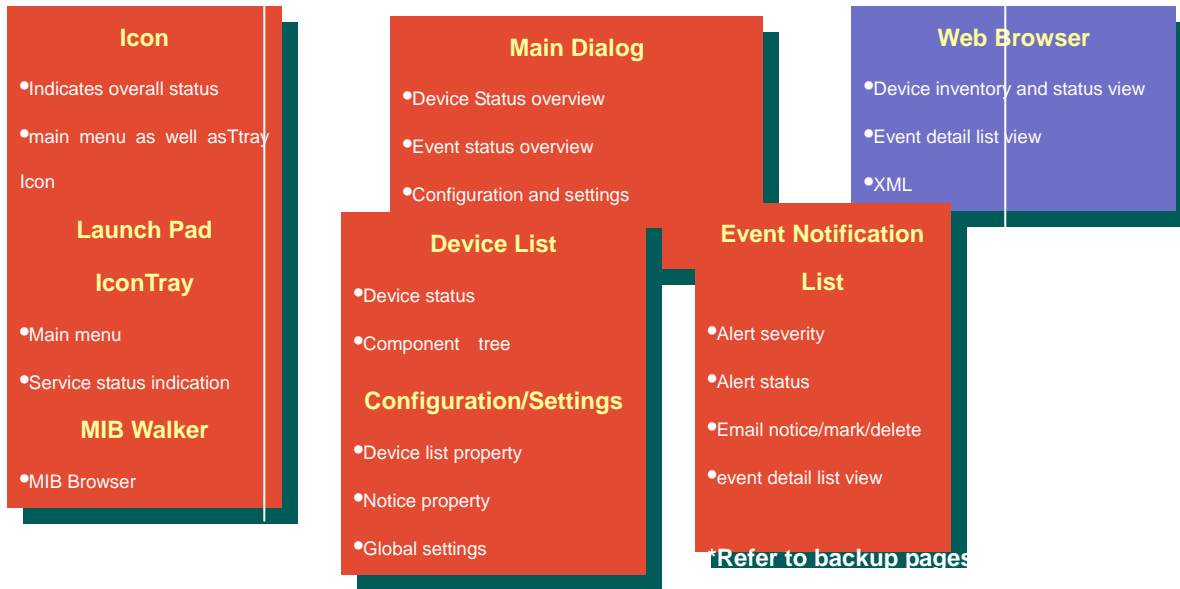 Icon
•Indicates overall status
•main menu as well asTtray
Icon
Launch Pad
IconTray
•Main menu
•Service status indication
MIB Walker
•MIB Browser
Main Dialog
•Device Status overview
•Event status overview
•Configuration and settings
Device List
•Device status
•Component tree
Configuration/Settings
•Device list property
•Notice property
•Global settings
Event Notification
List
•Alert severity
•Alert status
•Email notice/mark/delete
•event detail list view
*Refer to backup pages
Web Browser
•Device inventory and status view
•Event detail list view
•XML